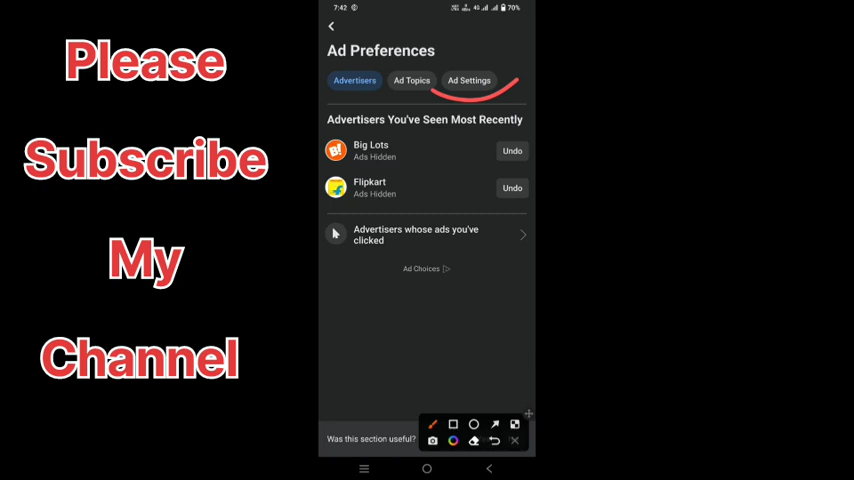 Please
Subscribe
My
Channel
7:42
4G
70%
Ad Preferences
Advertisers
Ad Topics
Ad Settings
Advertisers You've Seen Most Recently
Big Lots
Ads Hidden
Undo
Flipkart
Ads Hidden
Undo
Advertisers whose ads you've
clicked
Ad Choices
Was this section useful?